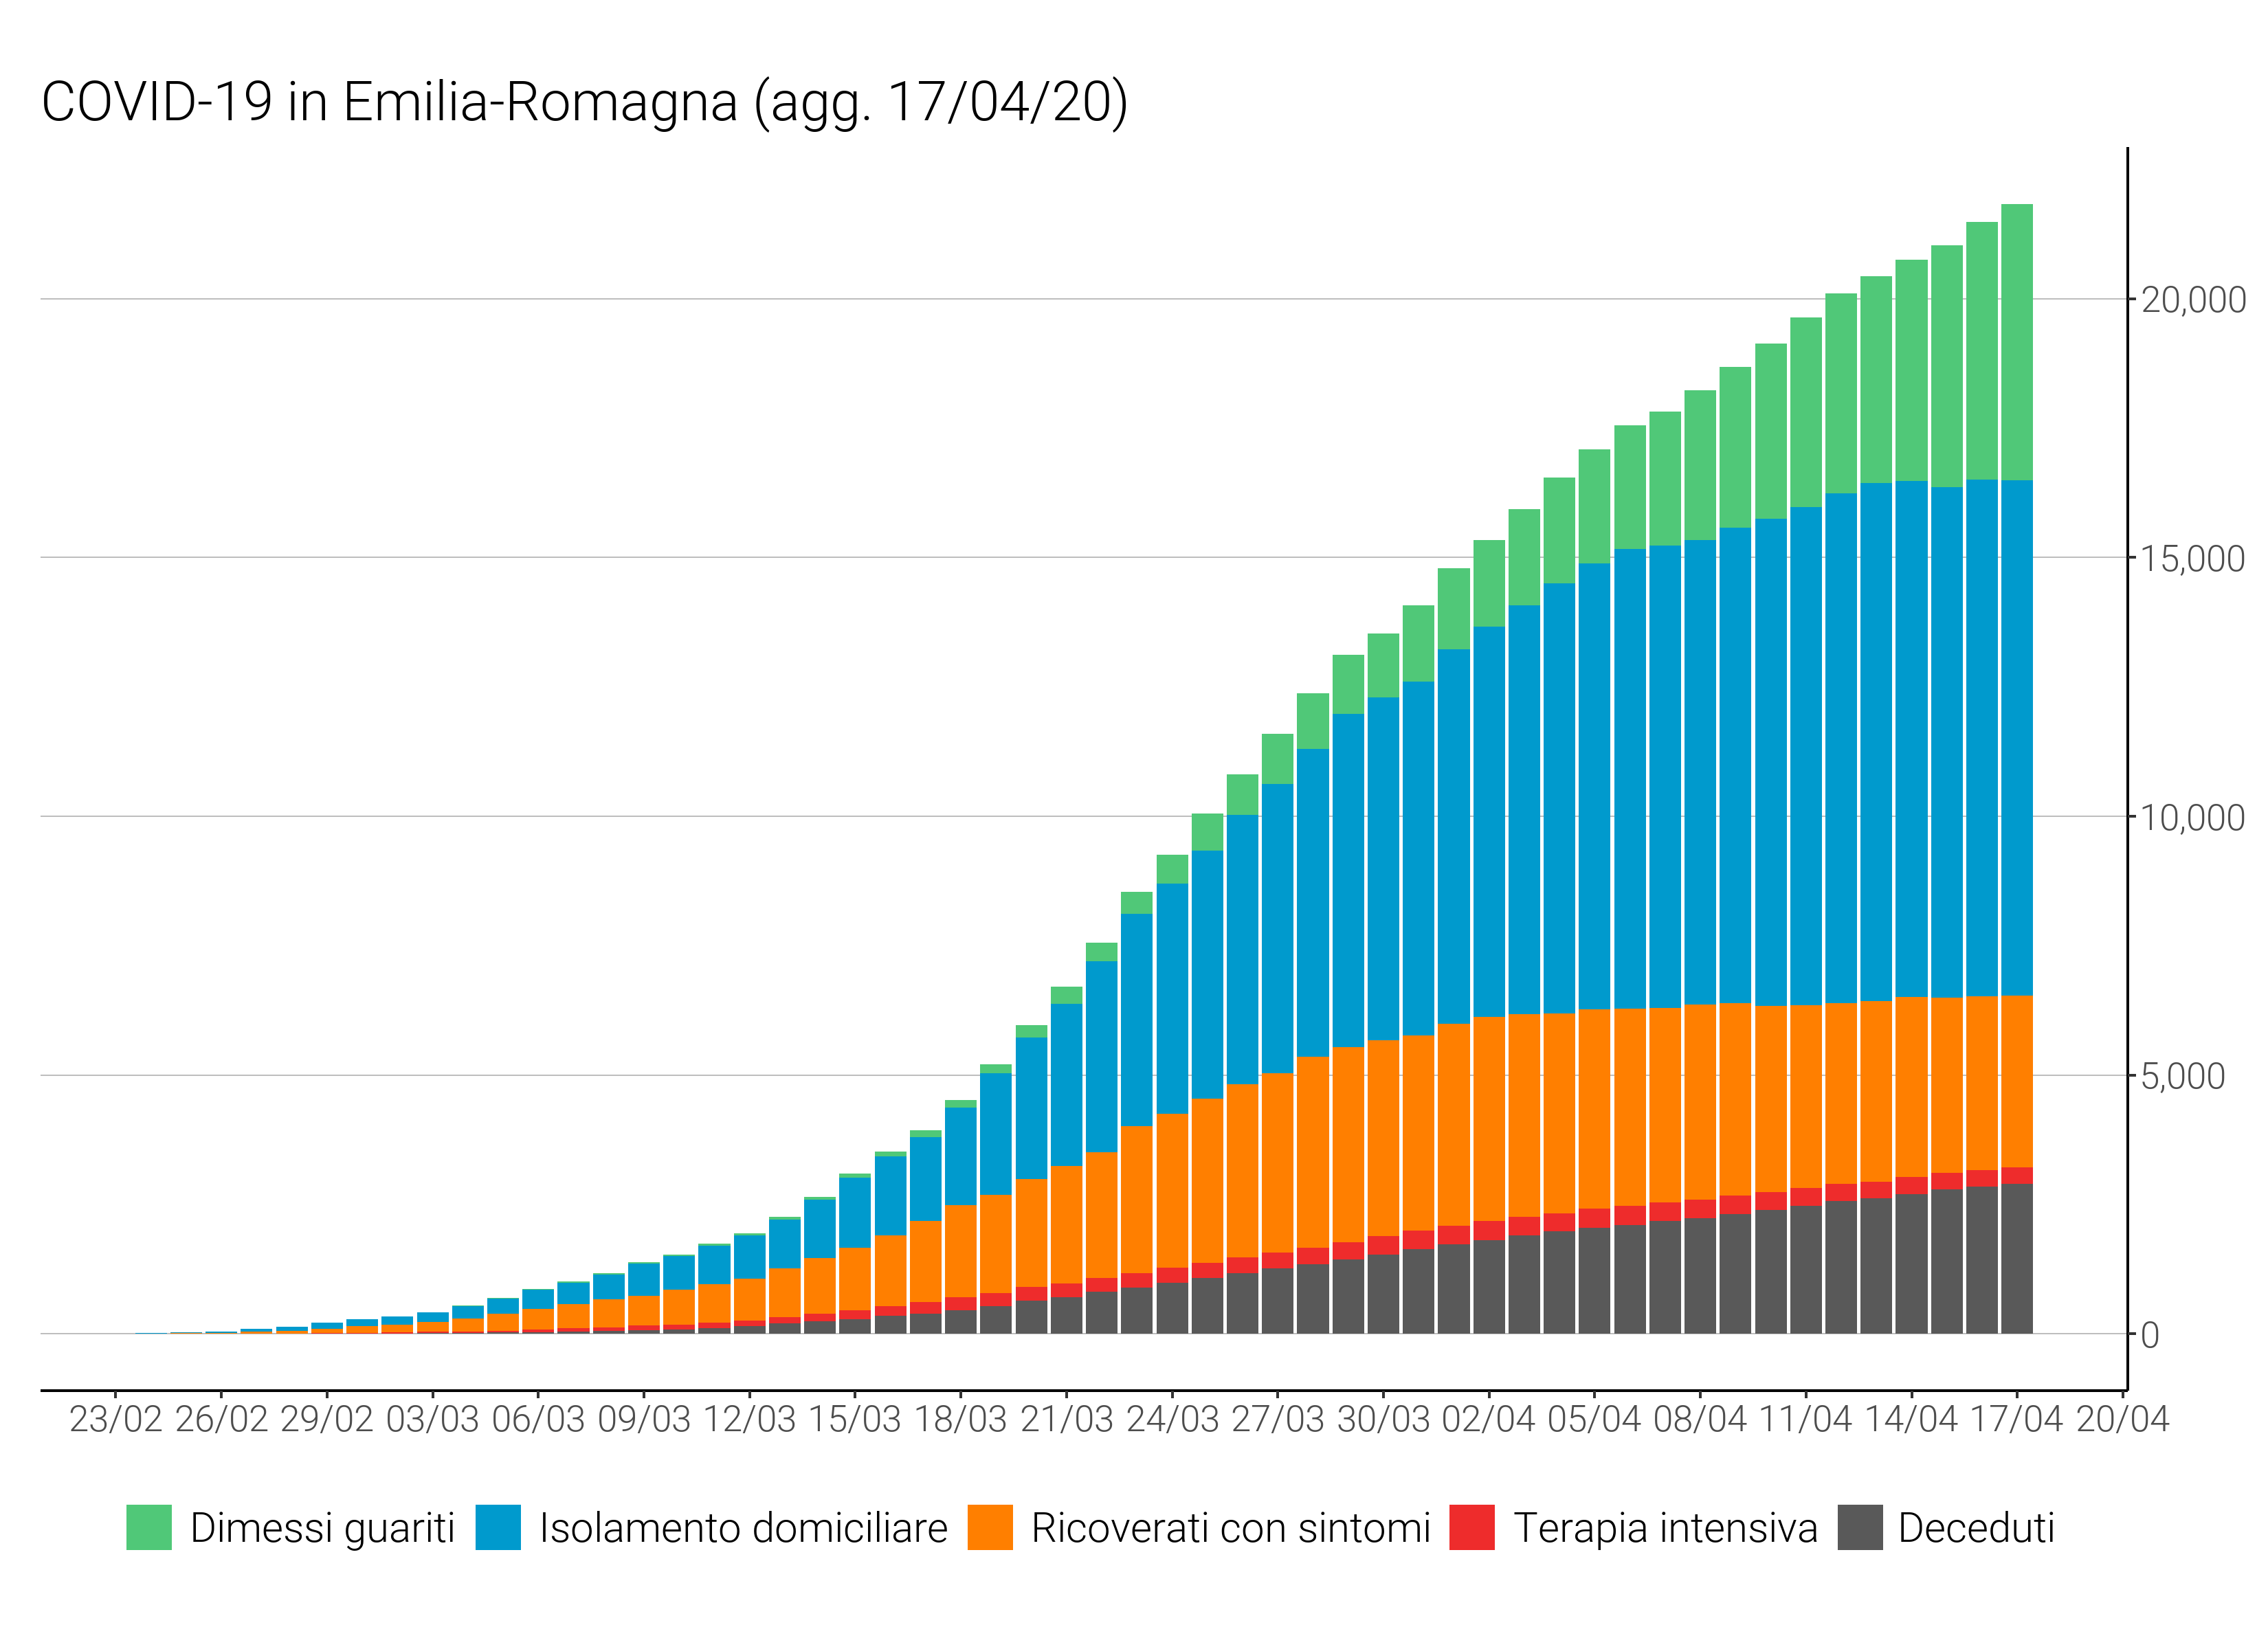 COVID-19 in Emilia-Romagna (agg. 17/04/20)
20,000
15,000
10,000
5,000
0
23/02 26/02 29/02 03/03 06/03 09/03 12/03 15/03 18/03 21/03 24/03 27/03 30/03 02/04 05/04 08/04 11/04 14/04 17/04 20/04
Dimessi guariti Isolamento domiciliare Ricoverati con sintomi Terapia intensiva Deceduti